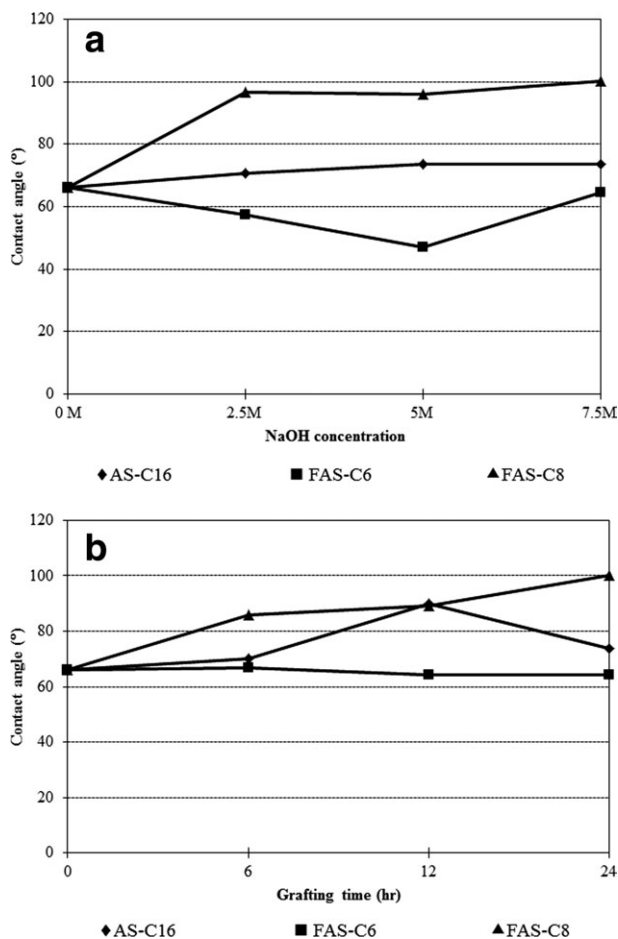 a
120
100
80
60
40
20
0
Contact angle (º)
0 M 2.5M 5M 7.5M
NaOH concentration
AS-C16 FAS-C6 FAS-C8
b
120
100
80
60
40
20
0
Contact angle (º)
0 6 12 24
Grafting time (hr)
AS-C16 FAS-C6 FAS-C8